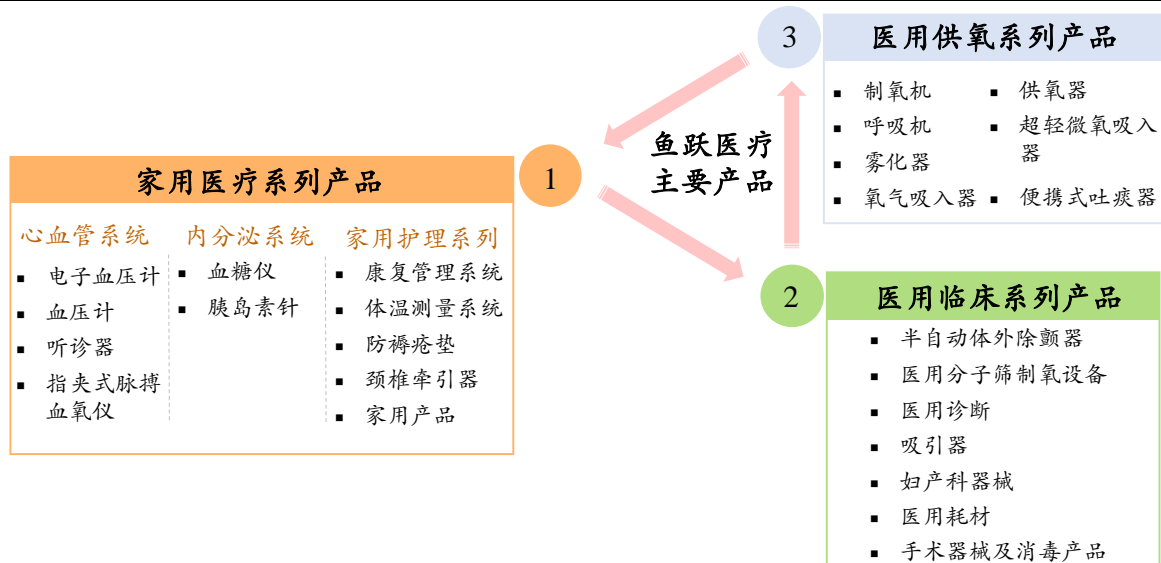 鱼跃医疗
主要产品
1
家用医疗系列产品
心血管系统
▪ 电子血压计
▪ 血压计
▪ 听诊器
▪ 指夹式脉搏
血氧仪
内分泌系统
▪ 血糖仪
▪ 胰岛素针
家用护理系列
▪ 康复管理系统
▪ 体温测量系统
▪ 防褥疮垫
▪ 颈椎牵引器
▪ 家用产品
2
医用临床系列产品
▪ 半自动体外除颤器
▪ 医用分子筛制氧设备
▪ 医用诊断
▪ 吸引器
▪ 妇产科器械
▪ 医用耗材
▪ 手术器械及消毒产品
3
医用供氧系列产品
▪ 制氧机
▪ 呼吸机
▪ 雾化器
▪ 氧气吸入器
▪ 供氧器
▪ 超轻微氧吸入
器
▪ 便携式吐痰器